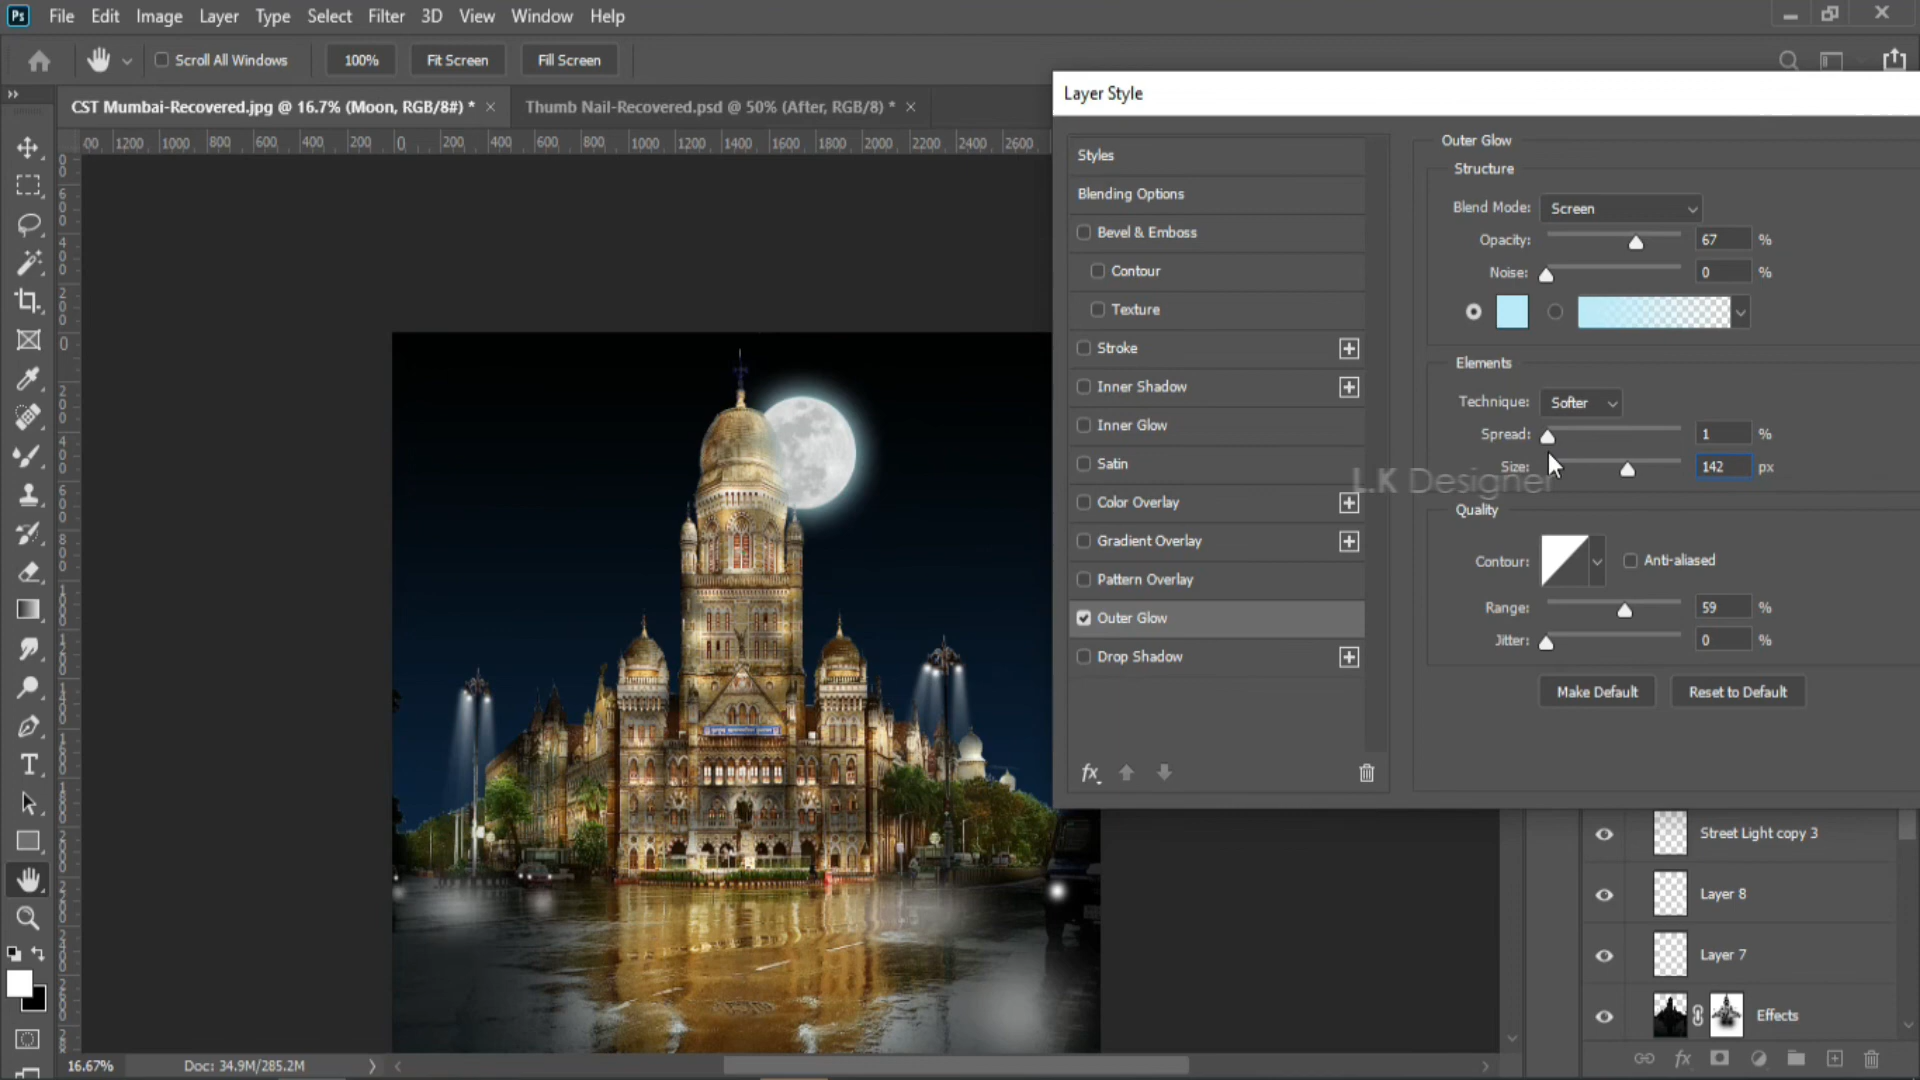 Ps File Edit Image Layer Type Select Filter 3D View Window Help
Scroll All Windows 100% Fit Screen Fill Screen
CST Mumbai-Recovered.jpg @ 16.7% (Moon, RGB/8#) * × Thumb Nail-Recovered.psd @ 50% (After, RGB/8) * ×
00 1200 1000 800 600 400 200 0 200 400 600 800 1000 1200 1400 1600 1800 2000 2200 2400 2600
Layer Style
Styles
Blending Options
Bevel & Emboss
Contour
Texture
Stroke
Inner Shadow
Inner Glow
Satin
Color Overlay
Gradient Overlay
Pattern Overlay
Outer Glow
Drop Shadow
fx
Outer Glow
Structure
Blend Mode: Screen
Opacity: 67 %
Noise: 0 %
Elements
Technique: Softer
Spread: 1 %
Size: 142 px
L.K Designer
Quality
Contour: Anti-aliased
Range: 59 %
Jitter: 0 %
Make Default Reset to Default
Street Light copy 3
Layer 8
Layer 7
Effects
fx
16.67% Doc: 34.9M/285.2M